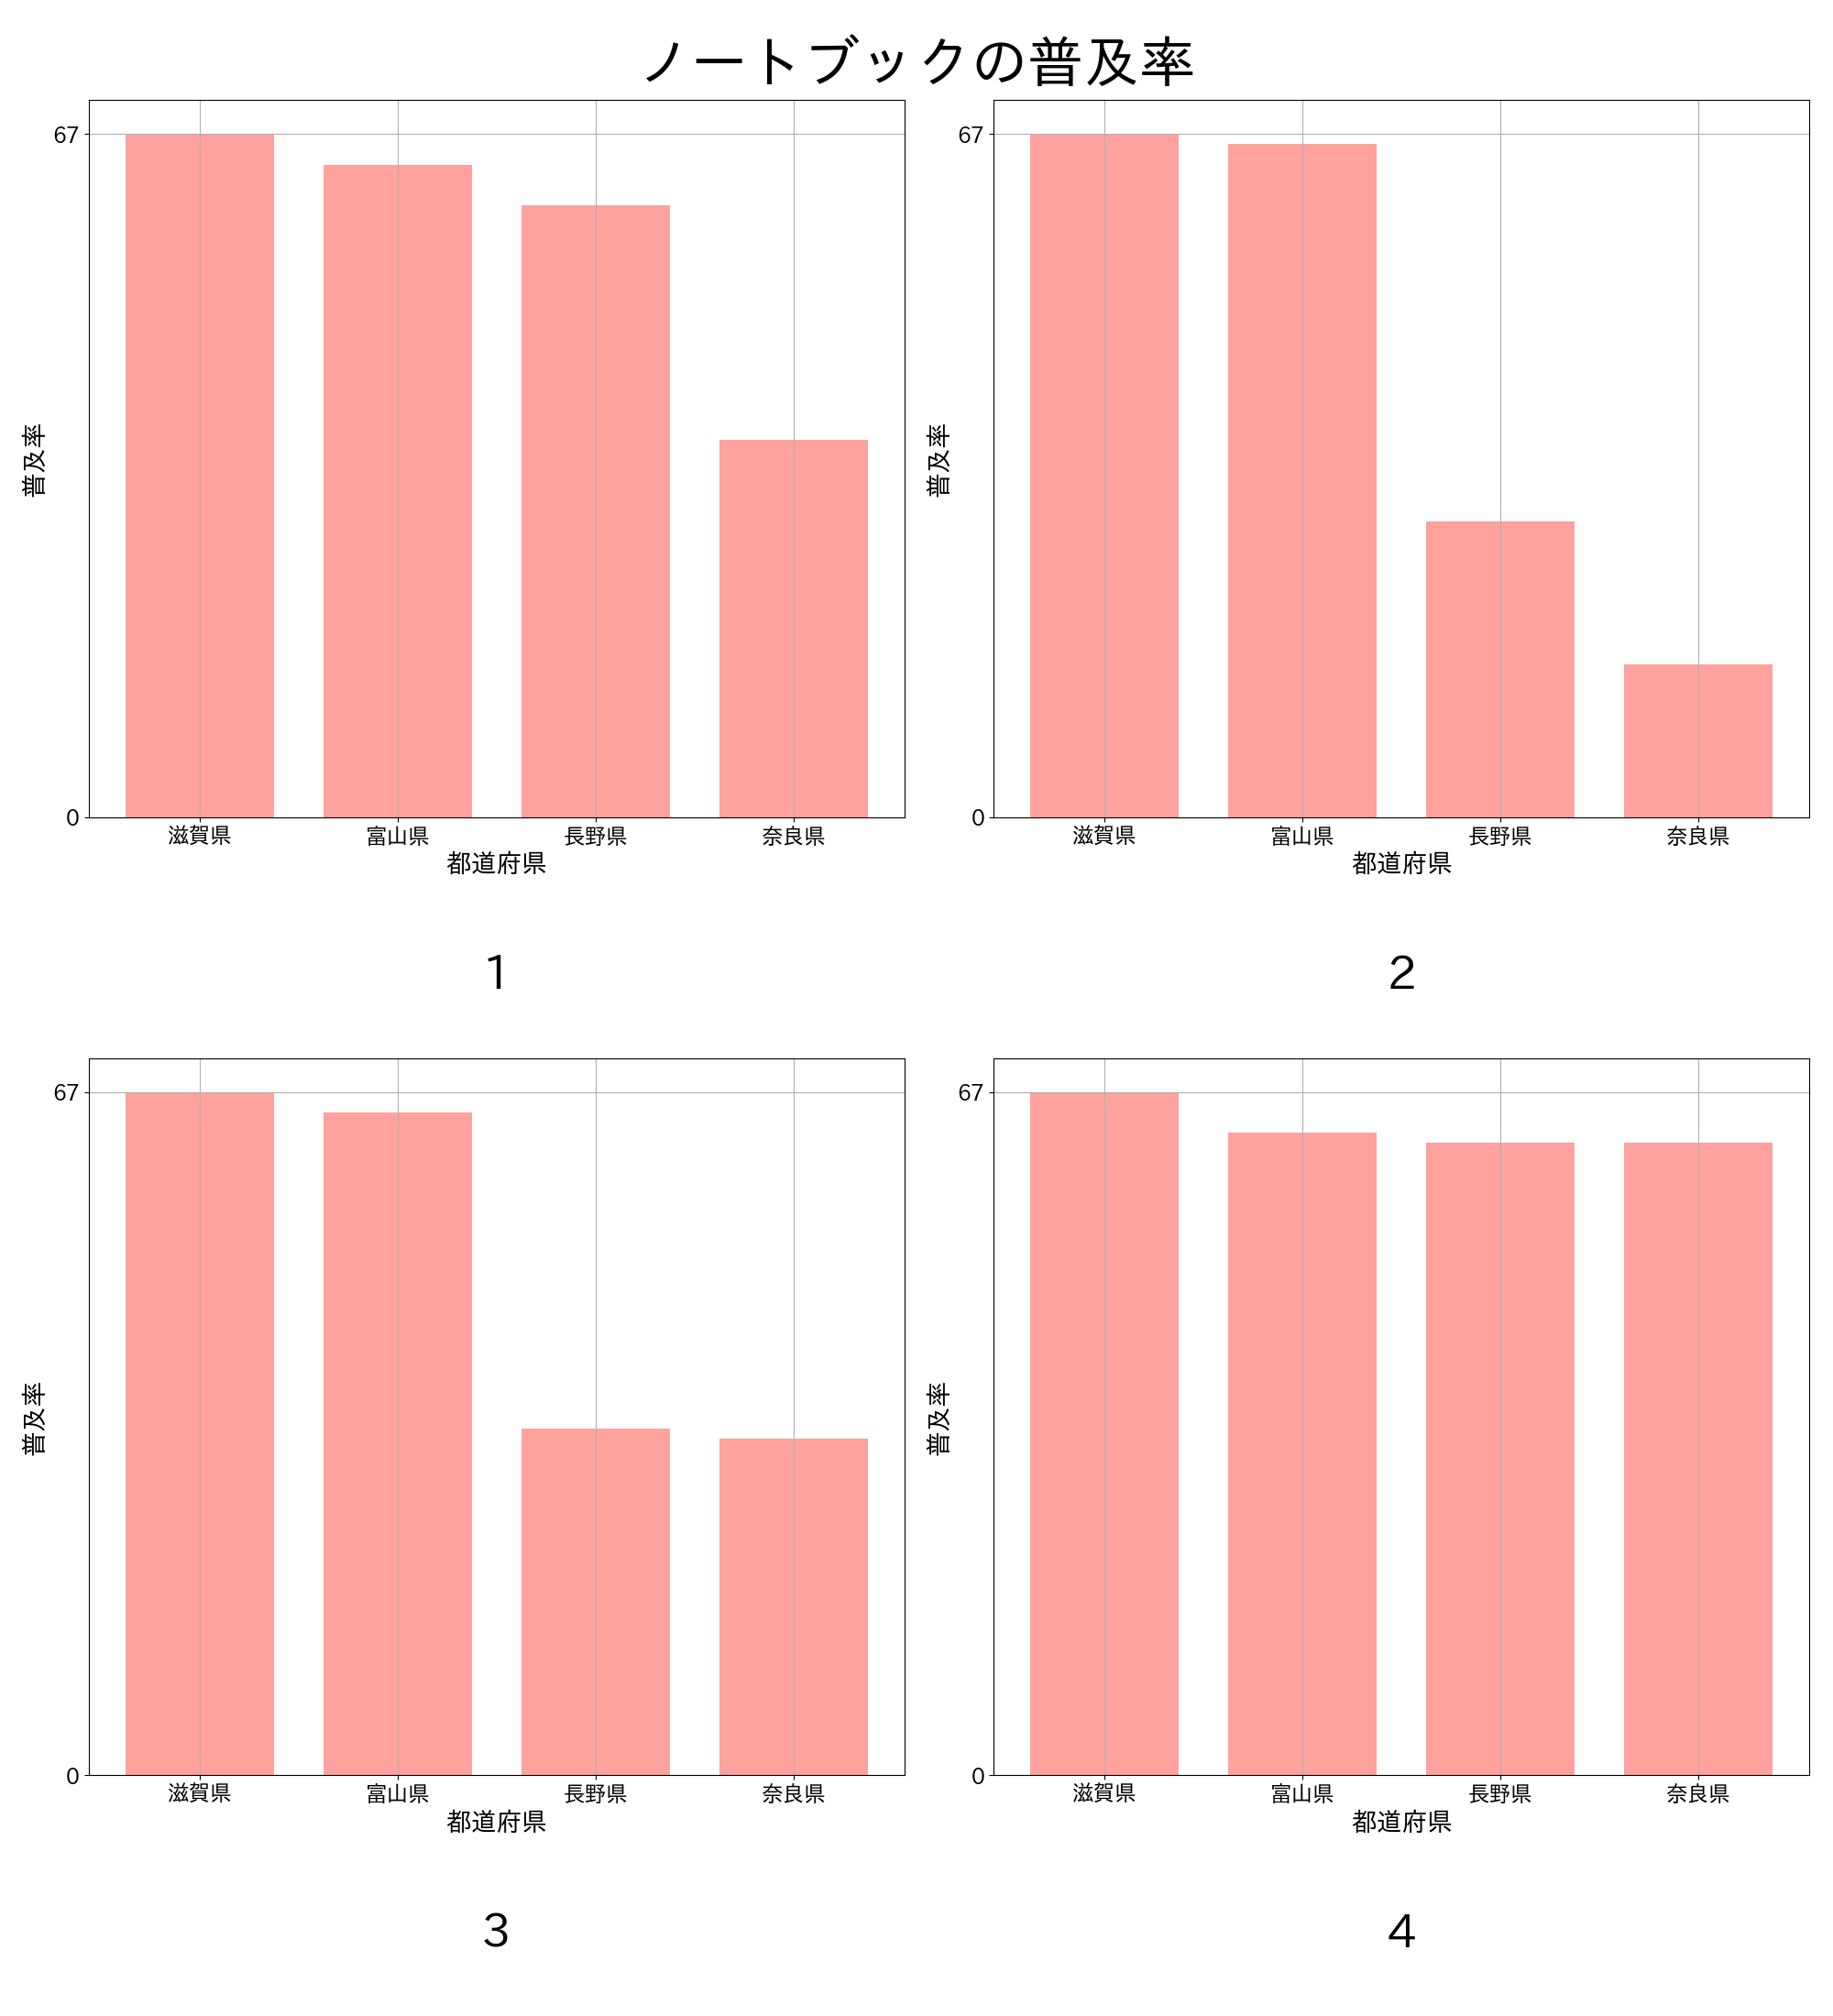 ノートブックの普及率
67
0
普及率
滋賀県 富山県 長野県 奈良県
都道府県
1
67
0
普及率
滋賀県 富山県 長野県 奈良県
都道府県
2
67
0
普及率
滋賀県 富山県 長野県 奈良県
都道府県
3
67
0
普及率
滋賀県 富山県 長野県 奈良県
都道府県
4